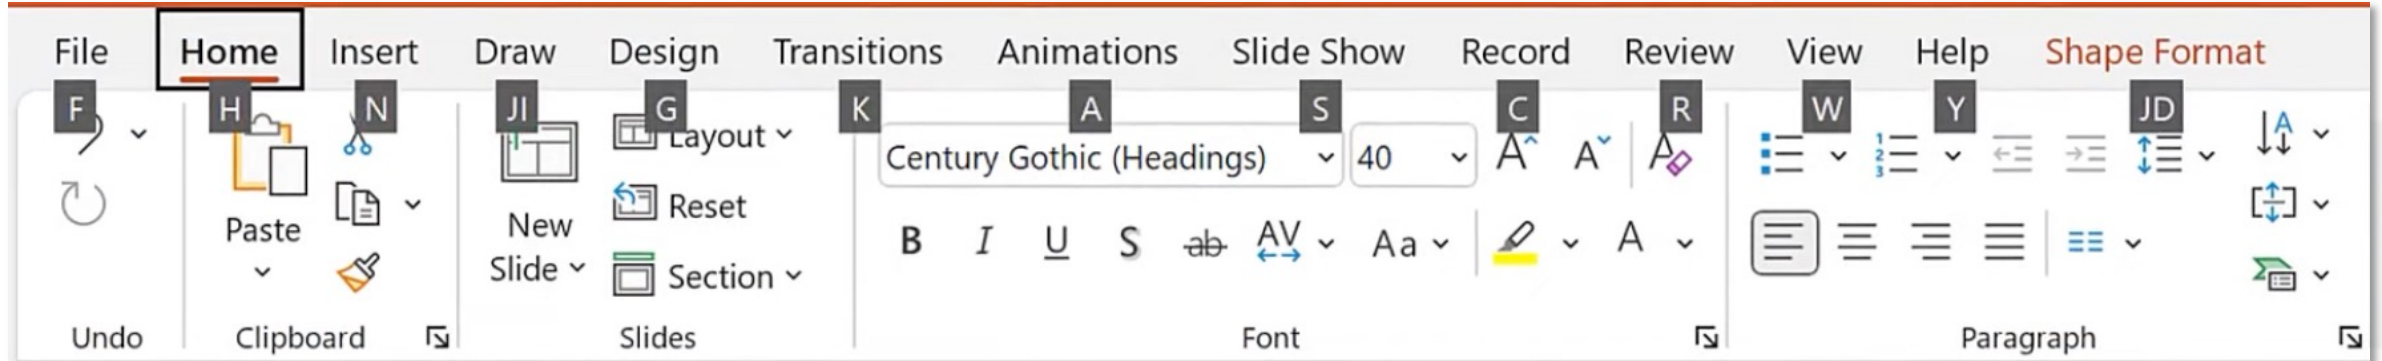 File Home Insert Draw Design Transitions Animations Slide Show Record Review View Help Shape Format
F H N JI G K A S C R W Y JD
Layout
Century Gothic (Headings) 40 A A A
Reset
Paste
New
Slide
B I U S ab AV Aa A
Section
Undo Clipboard Slides Font Paragraph